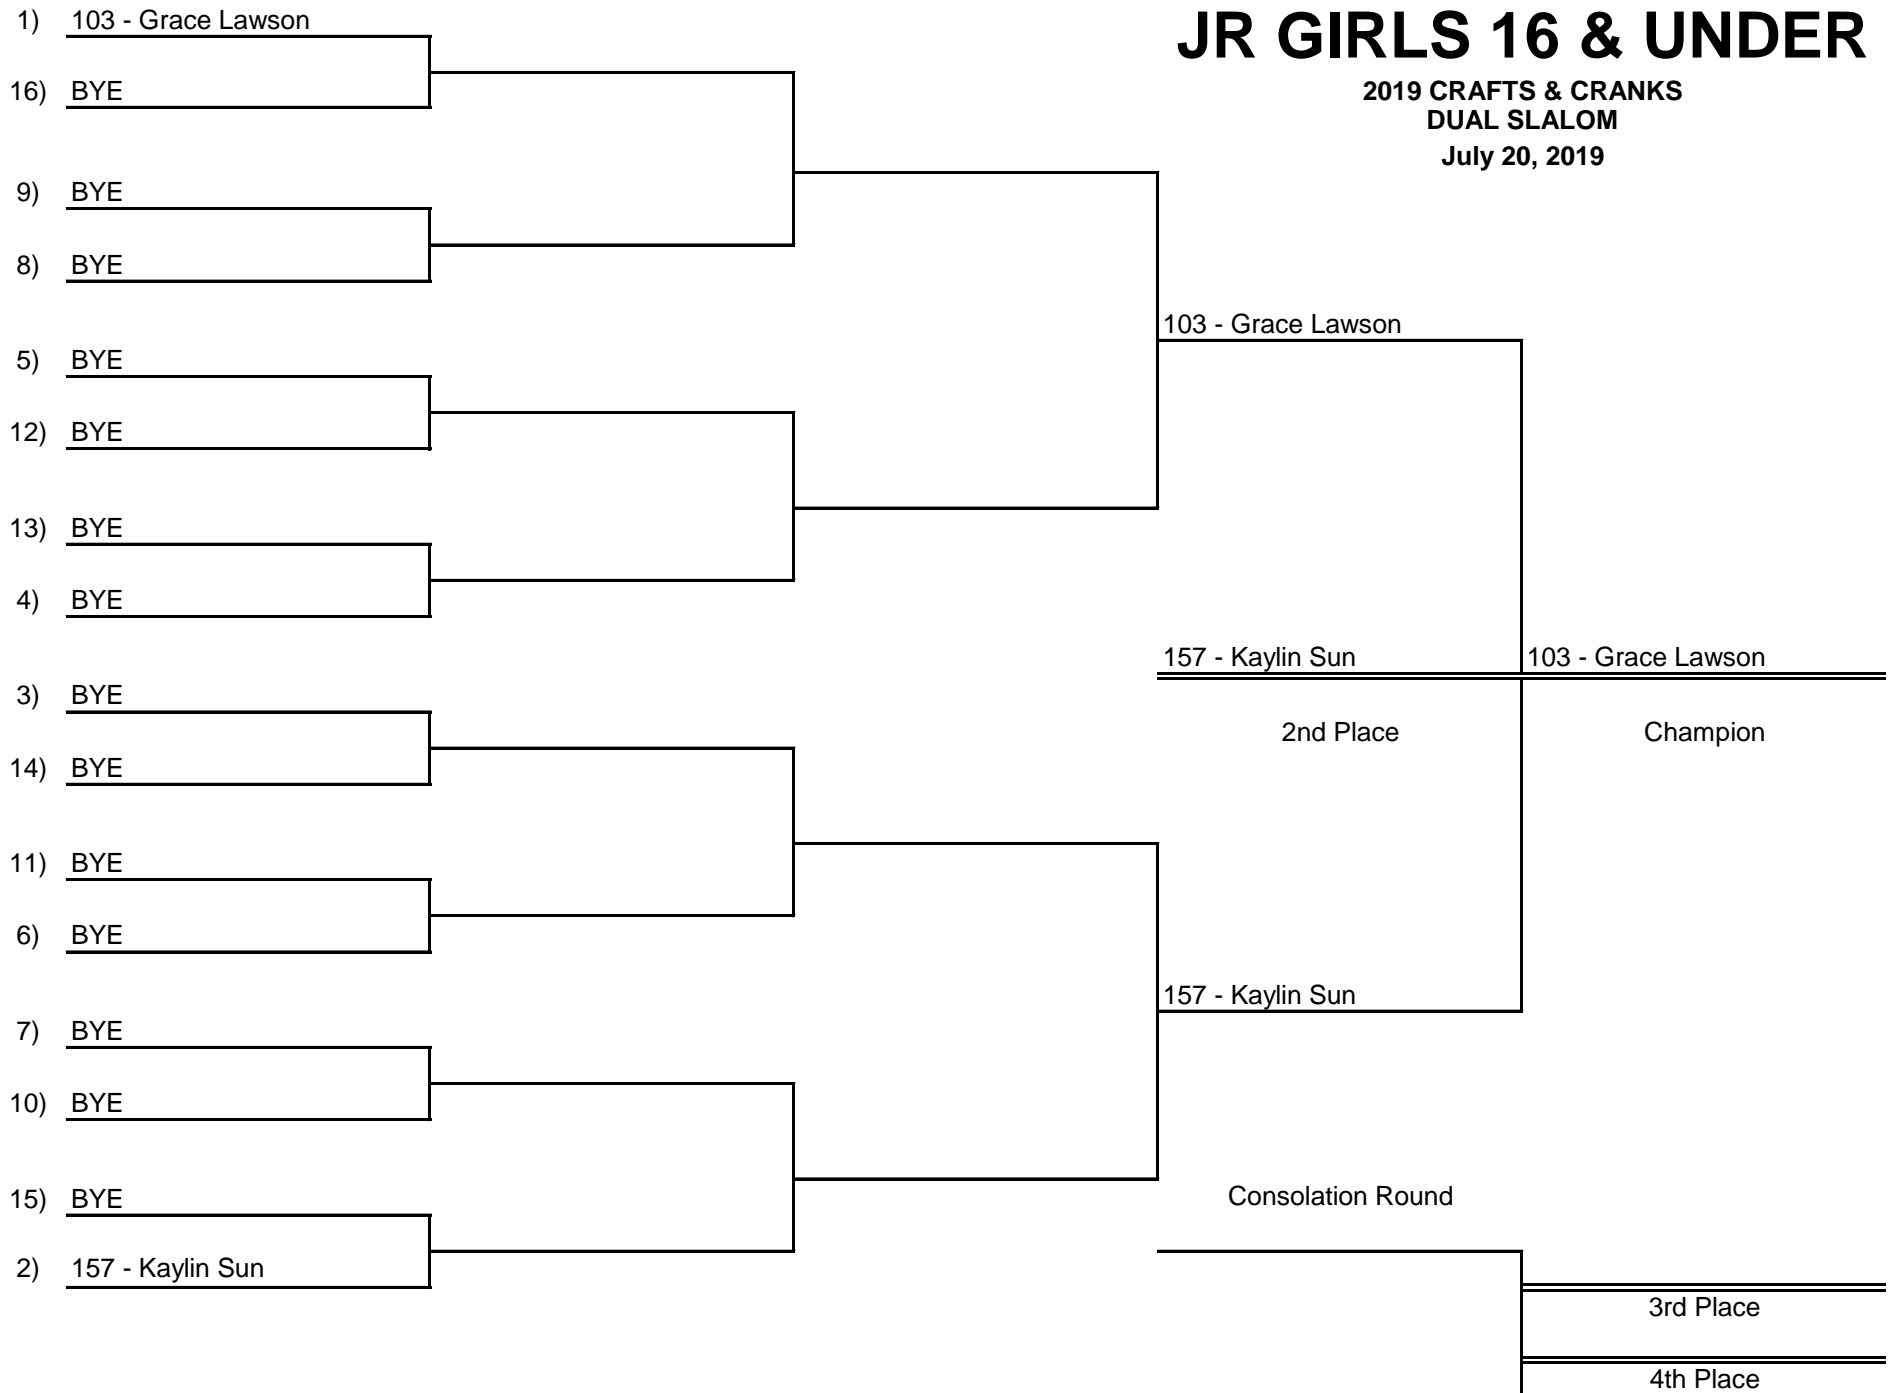 JR GIRLS 16 & UNDER
2019 CRAFTS & CRANKS
DUAL SLALOM
July 20, 2019
1) 103 - Grace Lawson
16) BYE
9) BYE
8) BYE
5) BYE
12) BYE
13) BYE
4) BYE
3) BYE
14) BYE
11) BYE
6) BYE
7) BYE
10) BYE
15) BYE
2) 157 - Kaylin Sun
103 - Grace Lawson
157 - Kaylin Sun
2nd Place
103 - Grace Lawson
Champion
157 - Kaylin Sun
Consolation Round
3rd Place
4th Place